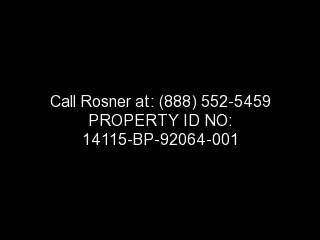 Call Rosner at: (888) 552-5459
PROPERTY ID NO:
14115-BP-92064-001